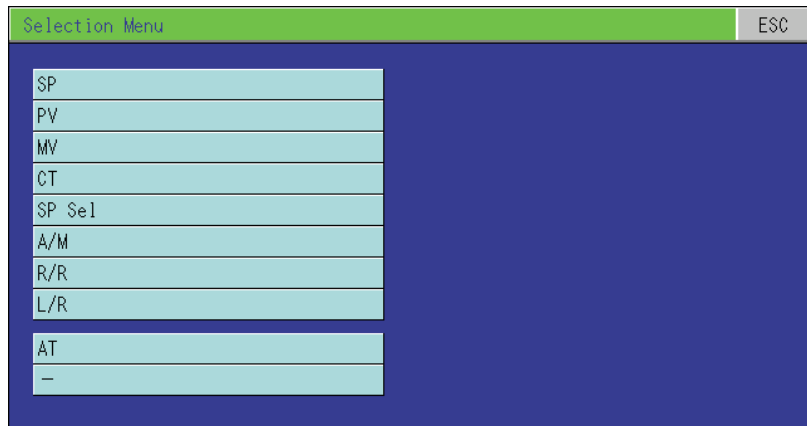 Selection Menu ESC
SP
PV
MV
CT
SP Sel
A/M
R/R
L/R
AT
—